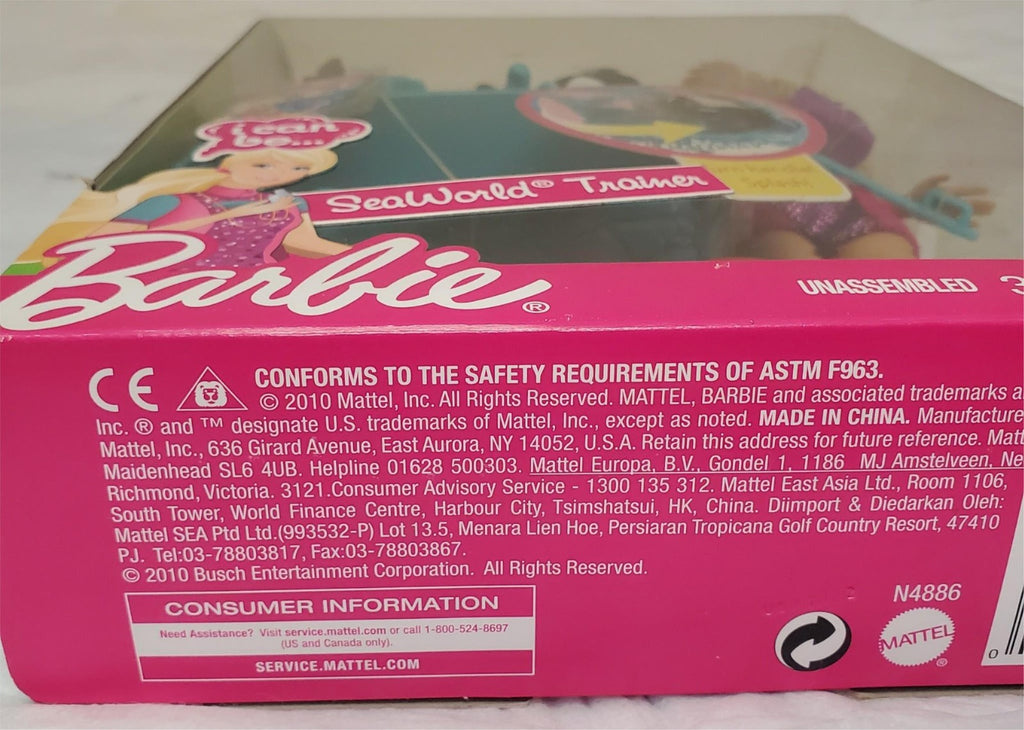 i can be...
SeaWorld® Trainer
Splash!
Barbie®
UNASSEMBLED 3
CE CONFORMS TO THE SAFETY REQUIREMENTS OF ASTM F963.
© 2010 Mattel, Inc. All Rights Reserved. MATTEL, BARBIE and associated trademarks a
Inc. ® and ™ designate U.S. trademarks of Mattel, Inc., except as noted. MADE IN CHINA. Manufacture
Mattel, Inc., 636 Girard Avenue, East Aurora, NY 14052, U.S.A. Retain this address for future reference. Matt
Maidenhead SL6 4UB. Helpline 01628 500303. Mattel Europa, B.V., Gondel 1, 1186 MJ Amstelveen, Ne
Richmond, Victoria. 3121.Consumer Advisory Service - 1300 135 312. Mattel East Asia Ltd., Room 1106,
South Tower, World Finance Centre, Harbour City, Tsimshatsui, HK, China. Diimport & Diedarkan Oleh:
Mattel SEA Ptd Ltd.(993532-P) Lot 13.5, Menara Lien Hoe, Persiaran Tropicana Golf Country Resort, 47410
PJ. Tel:03-78803817, Fax:03-78803867.
© 2010 Busch Entertainment Corporation. All Rights Reserved.
CONSUMER INFORMATION
Need Assistance? Visit service.mattel.com or call 1-800-524-8697
(US and Canada only).
SERVICE.MATTEL.COM
N4886
MATTEL®
0